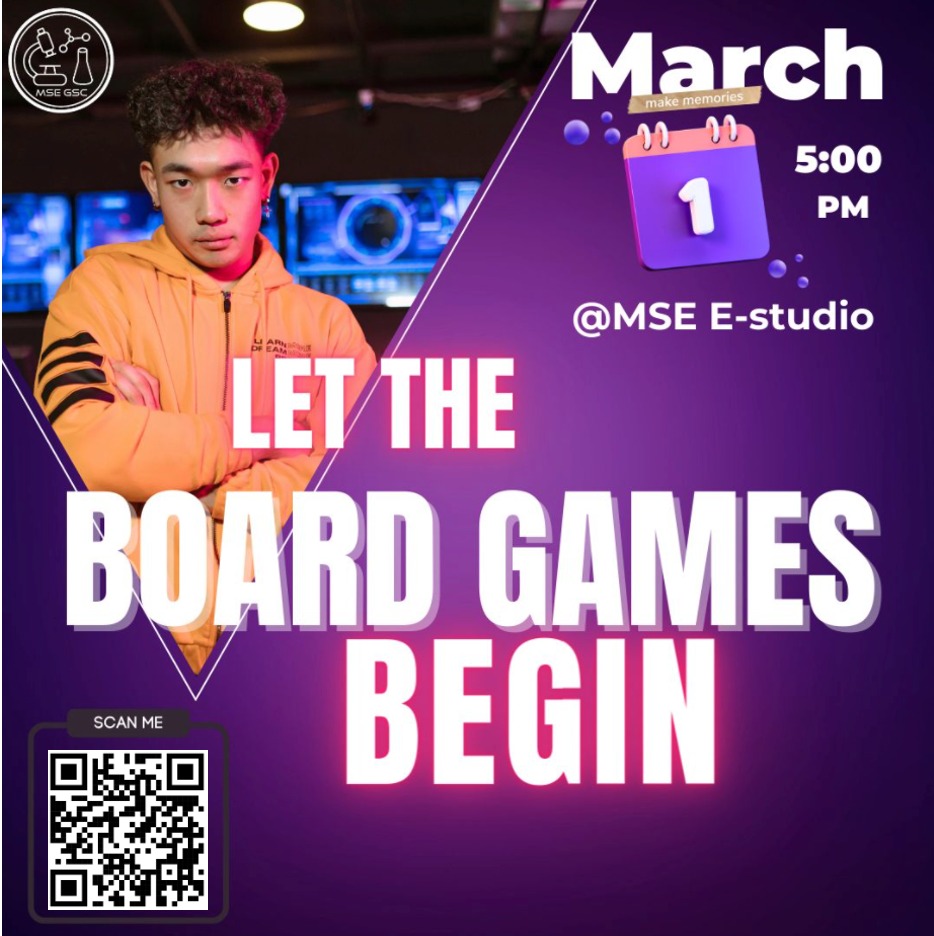 MSE GSC
March
make memories
1
5:00
PM
@MSE E-studio
LET THE
BOARD GAMES
BEGIN
SCAN ME